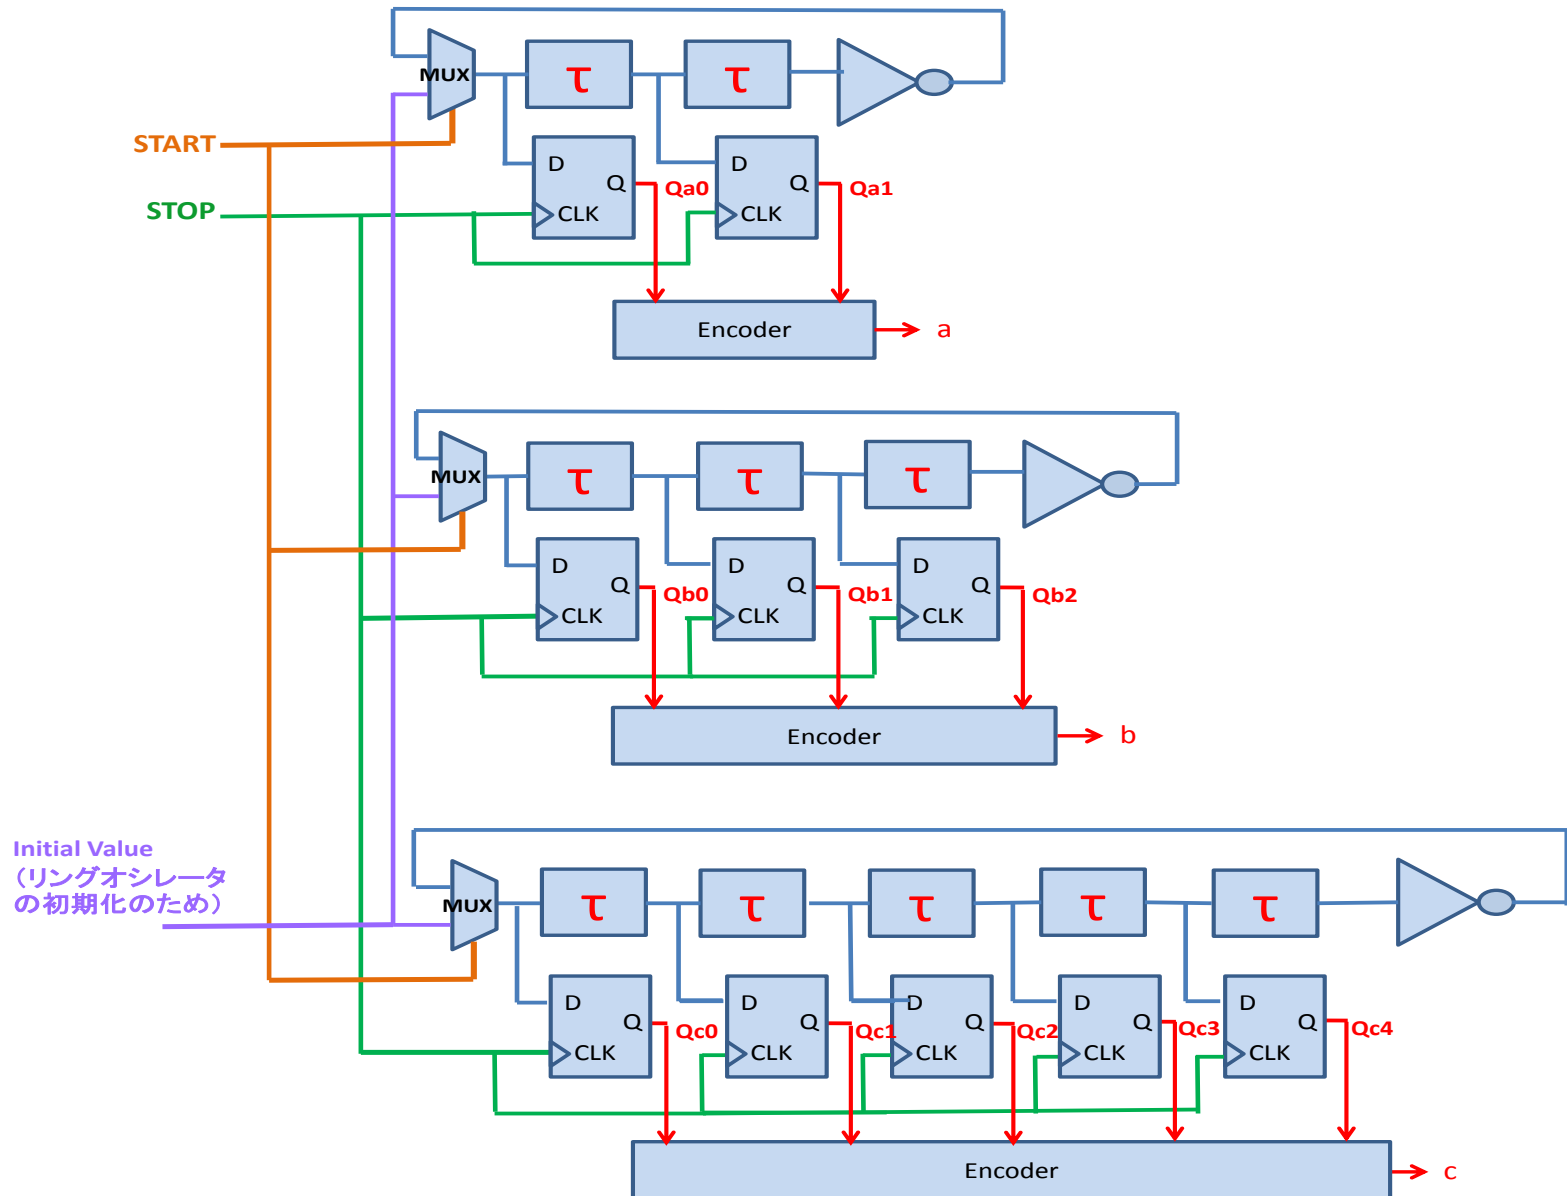 MUX
τ
τ
START
D
Q
CLK
Qa0
D
Q
CLK
Qa1
STOP
Encoder
a
MUX
τ
τ
τ
D
Q
CLK
Qb0
D
Q
CLK
Qb1
D
Q
CLK
Qb2
Encoder
b
Initial Value
(リングオシレータ
の初期化のため)
MUX
τ
τ
τ
τ
τ
D
Q
CLK
Qc0
D
Q
CLK
Qc1
D
Q
CLK
Qc2
D
Q
CLK
Qc3
D
Q
CLK
Qc4
Encoder
c